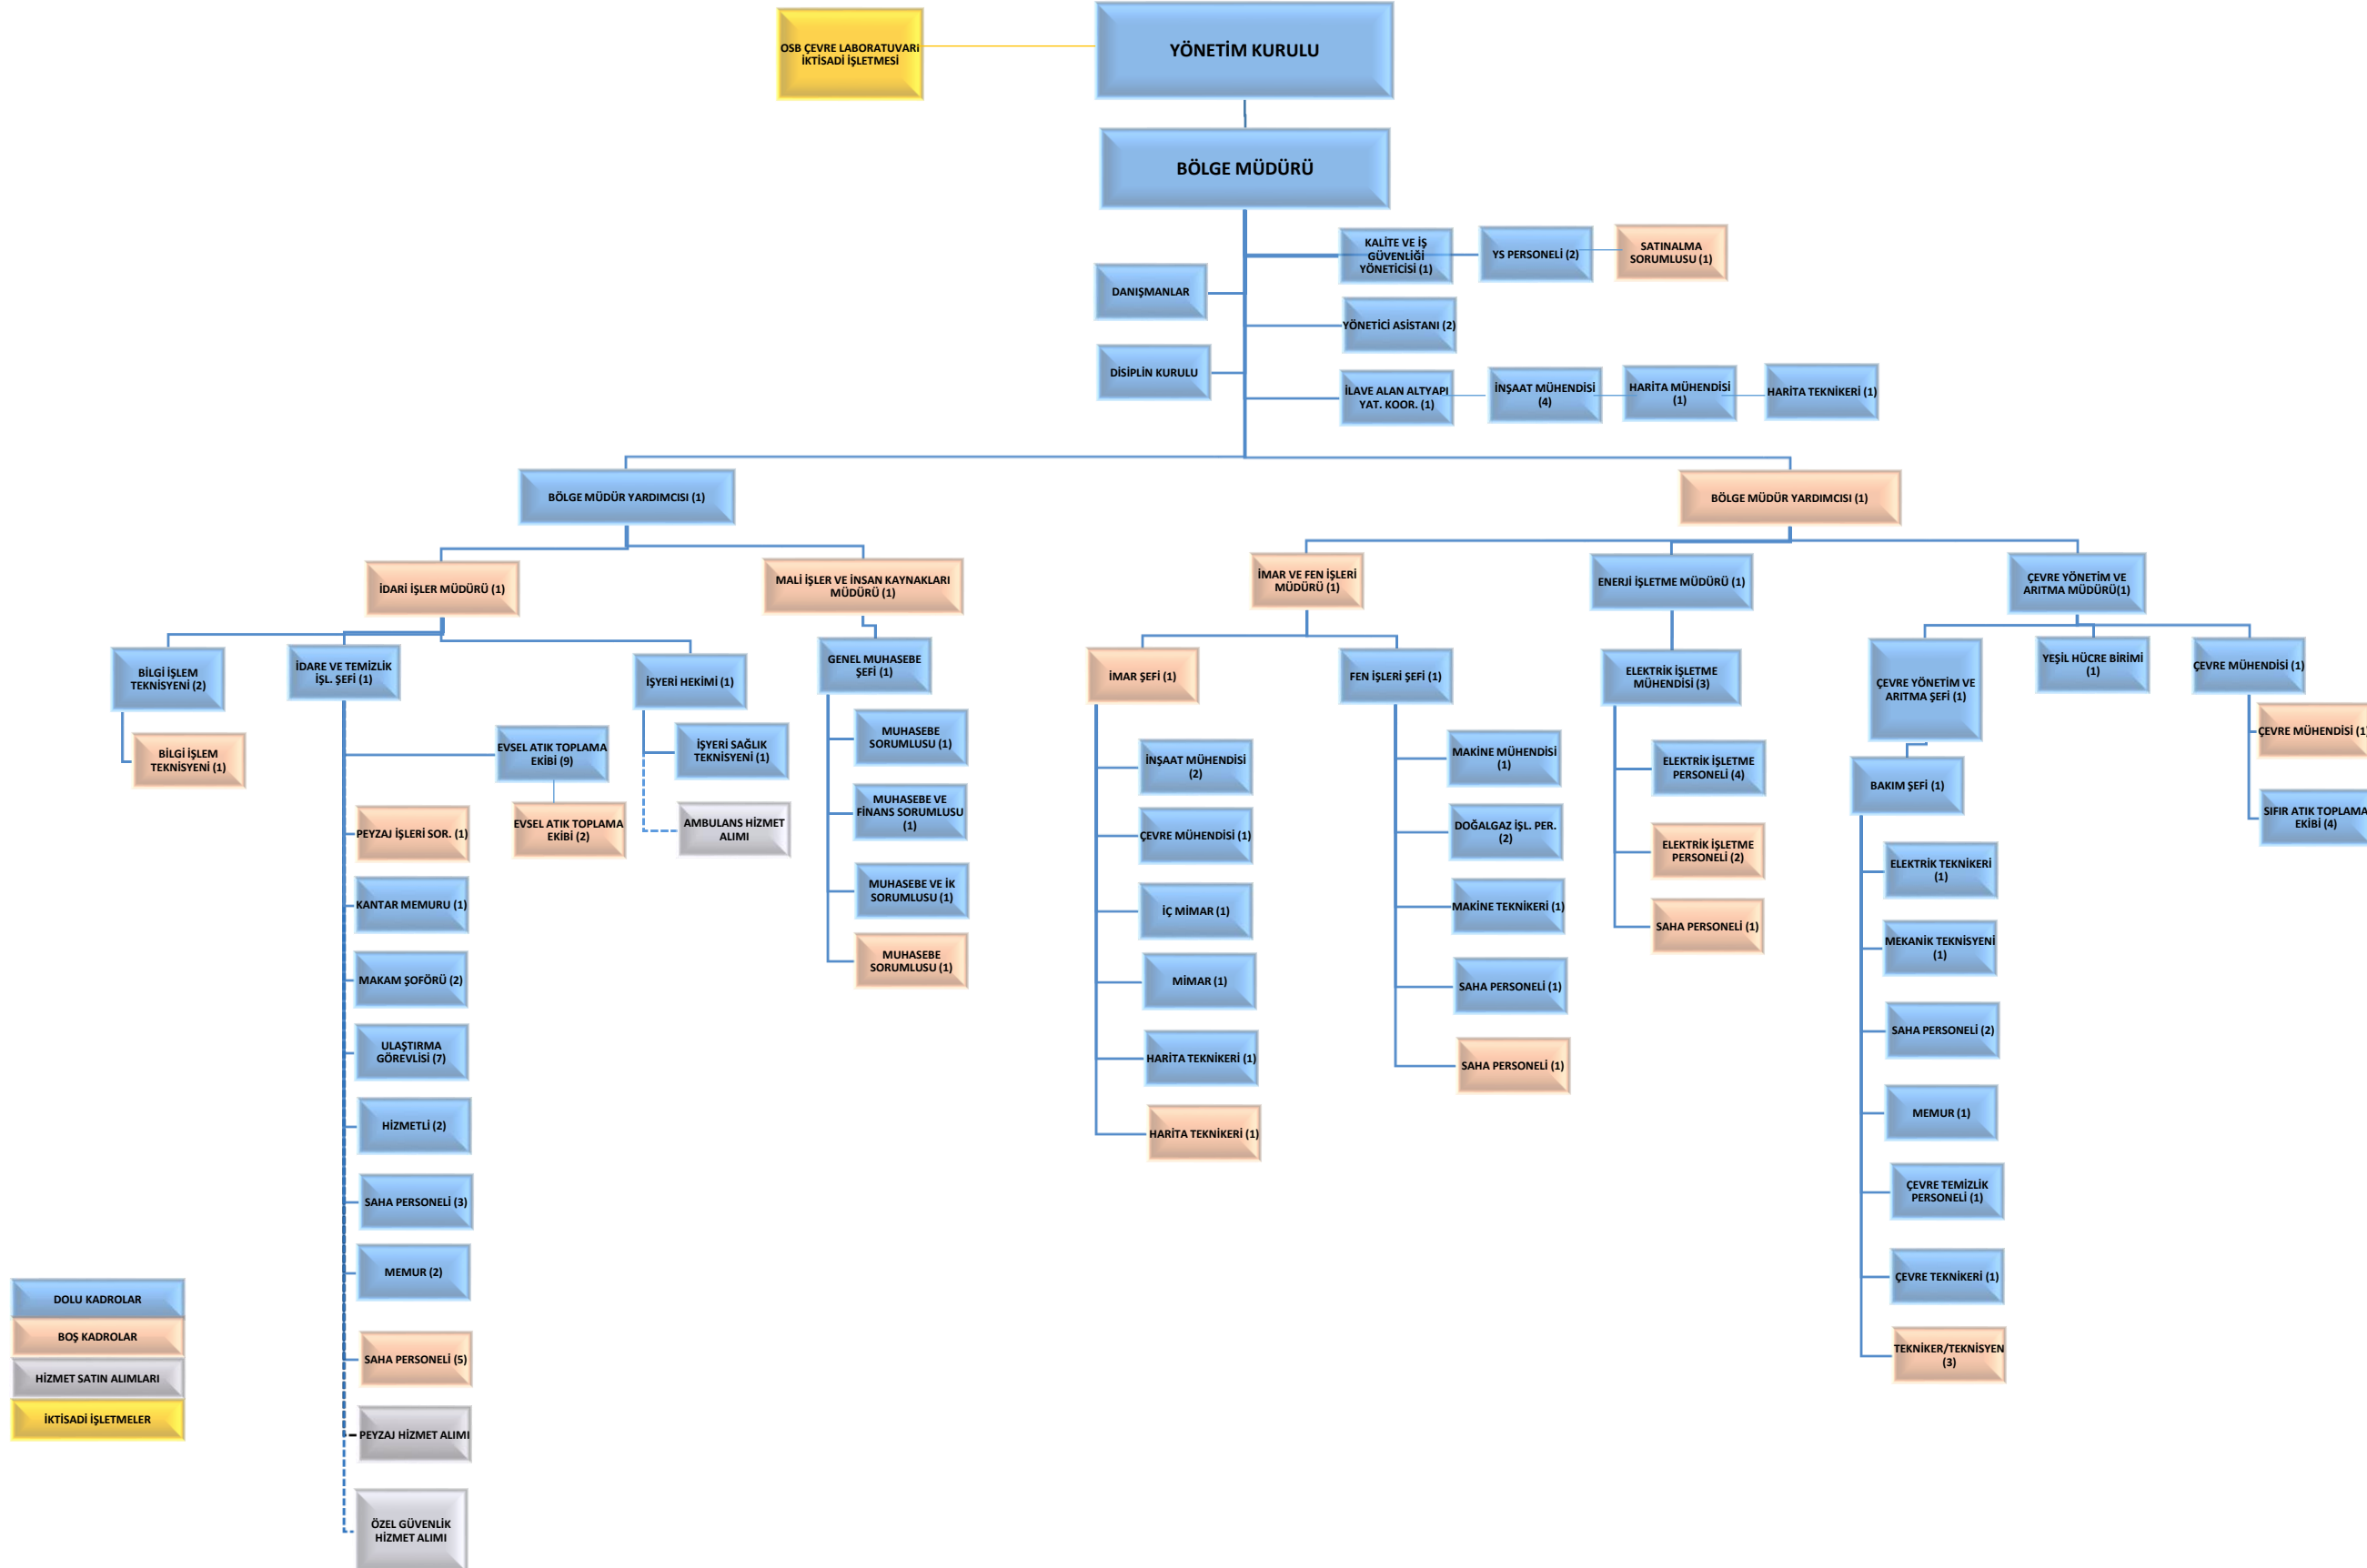 OSB ÇEVRE LABORATUVARI
İKTİSADİ İŞLETMESİ
YÖNETİM KURULU
BÖLGE MÜDÜRÜ
KALİTE VE İŞ
GÜVENLİĞİ
YÖNETİCİSİ (1)
YS PERSONELİ (2)
SATINALMA
SORUMLUSU (1)
DANIŞMANLAR
YÖNETİCİ ASİSTANI (2)
DİSİPLİN KURULU
İLAVE ALAN ALTYAPI
YAT. KOOR. (1)
İNŞAAT MÜHENDİSİ
(4)
HARİTA MÜHENDİSİ
(1)
HARİTA TEKNİKERİ (1)
BÖLGE MÜDÜR YARDIMCISI (1)
BÖLGE MÜDÜR YARDIMCISI (1)
İDARİ İŞLER MÜDÜRÜ (1)
MALİ İŞLER VE İNSAN KAYNAKLARI
MÜDÜRÜ (1)
İMAR VE FEN İŞLERİ
MÜDÜRÜ (1)
ENERJİ İŞLETME MÜDÜRÜ (1)
ÇEVRE YÖNETİM VE
ARITMA MÜDÜRÜ(1)
BİLGİ İŞLEM
TEKNİSYENİ (2)
İDARE VE TEMİZLİK
İŞL. ŞEFİ (1)
İŞYERİ HEKİMİ (1)
GENEL MUHASEBE
ŞEFİ (1)
İMAR ŞEFİ (1)
FEN İŞLERİ ŞEFİ (1)
ELEKTRİK İŞLETME
MÜHENDİSİ (3)
ÇEVRE YÖNETİM VE
ARITMA ŞEFİ (1)
YEŞİL HÜCRE BİRİMİ
(1)
ÇEVRE MÜHENDİSİ (1)
BİLGİ İŞLEM
TEKNİSYENİ (1)
EVSEL ATIK TOPLAMA
EKİBİ (9)
EVSEL ATIK TOPLAMA
EKİBİ (2)
İŞYERİ SAĞLIK
TEKNİSYENİ (1)
AMBULANS HİZMET
ALIMI
PEYZAJ İŞLERİ SOR. (1)
KANTAR MEMURU (1)
MAKAM ŞOFÖRÜ (2)
ULAŞTIRMA
GÖREVLİSİ (7)
HİZMETLİ (2)
SAHA PERSONELİ (3)
MEMUR (2)
SAHA PERSONELİ (5)
PEYZAJ HİZMET ALIMI
ÖZEL GÜVENLİK
HİZMET ALIMI
MUHASEBE
SORUMLUSU (1)
MUHASEBE VE
FİNANS SORUMLUSU
(1)
MUHASEBE VE İK
SORUMLUSU (1)
MUHASEBE
SORUMLUSU (1)
İNŞAAT MÜHENDİSİ
(2)
ÇEVRE MÜHENDİSİ (1)
İÇ MİMAR (1)
MİMAR (1)
HARİTA TEKNİKERİ (1)
HARİTA TEKNİKERİ (1)
MAKİNE MÜHENDİSİ
(1)
DOĞALGAZ İŞL. PER.
(2)
MAKİNE TEKNİKERİ (1)
SAHA PERSONELİ (1)
SAHA PERSONELİ (1)
ELEKTRİK İŞLETME
PERSONELİ (4)
ELEKTRİK İŞLETME
PERSONELİ (2)
SAHA PERSONELİ (1)
BAKIM ŞEFİ (1)
ELEKTRİK TEKNİKERİ
(1)
MEKANİK TEKNİSYENİ
(1)
SAHA PERSONELİ (2)
MEMUR (1)
ÇEVRE TEMİZLİK
PERSONELİ (1)
ÇEVRE TEKNİKERİ (1)
TEKNİKER/TEKNİSYEN
(3)
ÇEVRE MÜHENDİSİ (1)
SIFIR ATIK TOPLAMA
EKİBİ (4)
DOLU KADROLAR
BOŞ KADROLAR
HİZMET SATIN ALIMLARI
İKTİSADİ İŞLETMELER